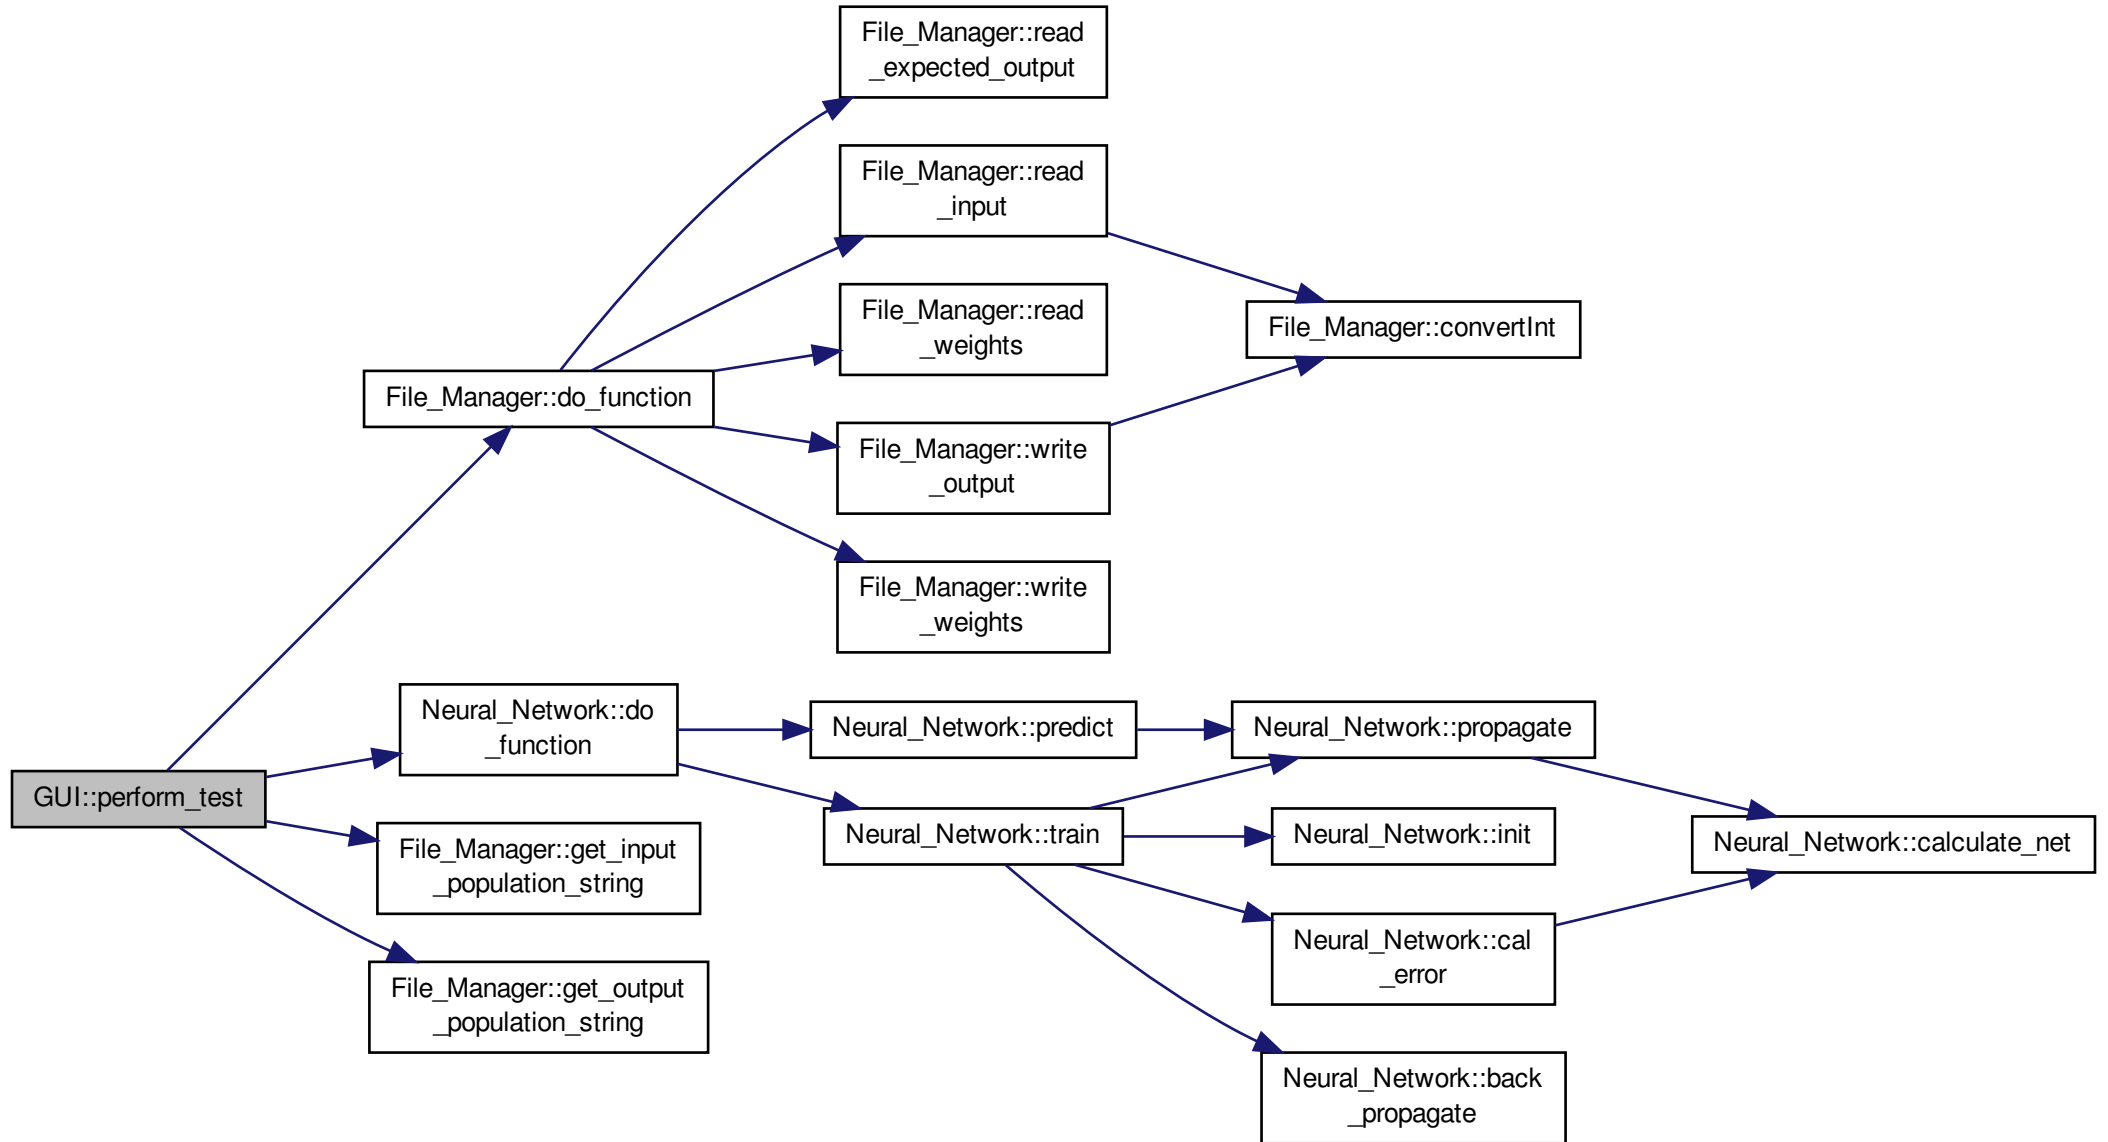 File_Manager::read
_expected_output
File_Manager::read
_input
File_Manager::read
_weights
File_Manager::convertInt
File_Manager::do_function
File_Manager::write
_output
File_Manager::write
_weights
Neural_Network::do
_function
Neural_Network::predict
Neural_Network::propagate
GUI::perform_test
Neural_Network::train
Neural_Network::init
Neural_Network::calculate_net
File_Manager::get_input
_population_string
Neural_Network::cal
_error
File_Manager::get_output
_population_string
Neural_Network::back
_propagate